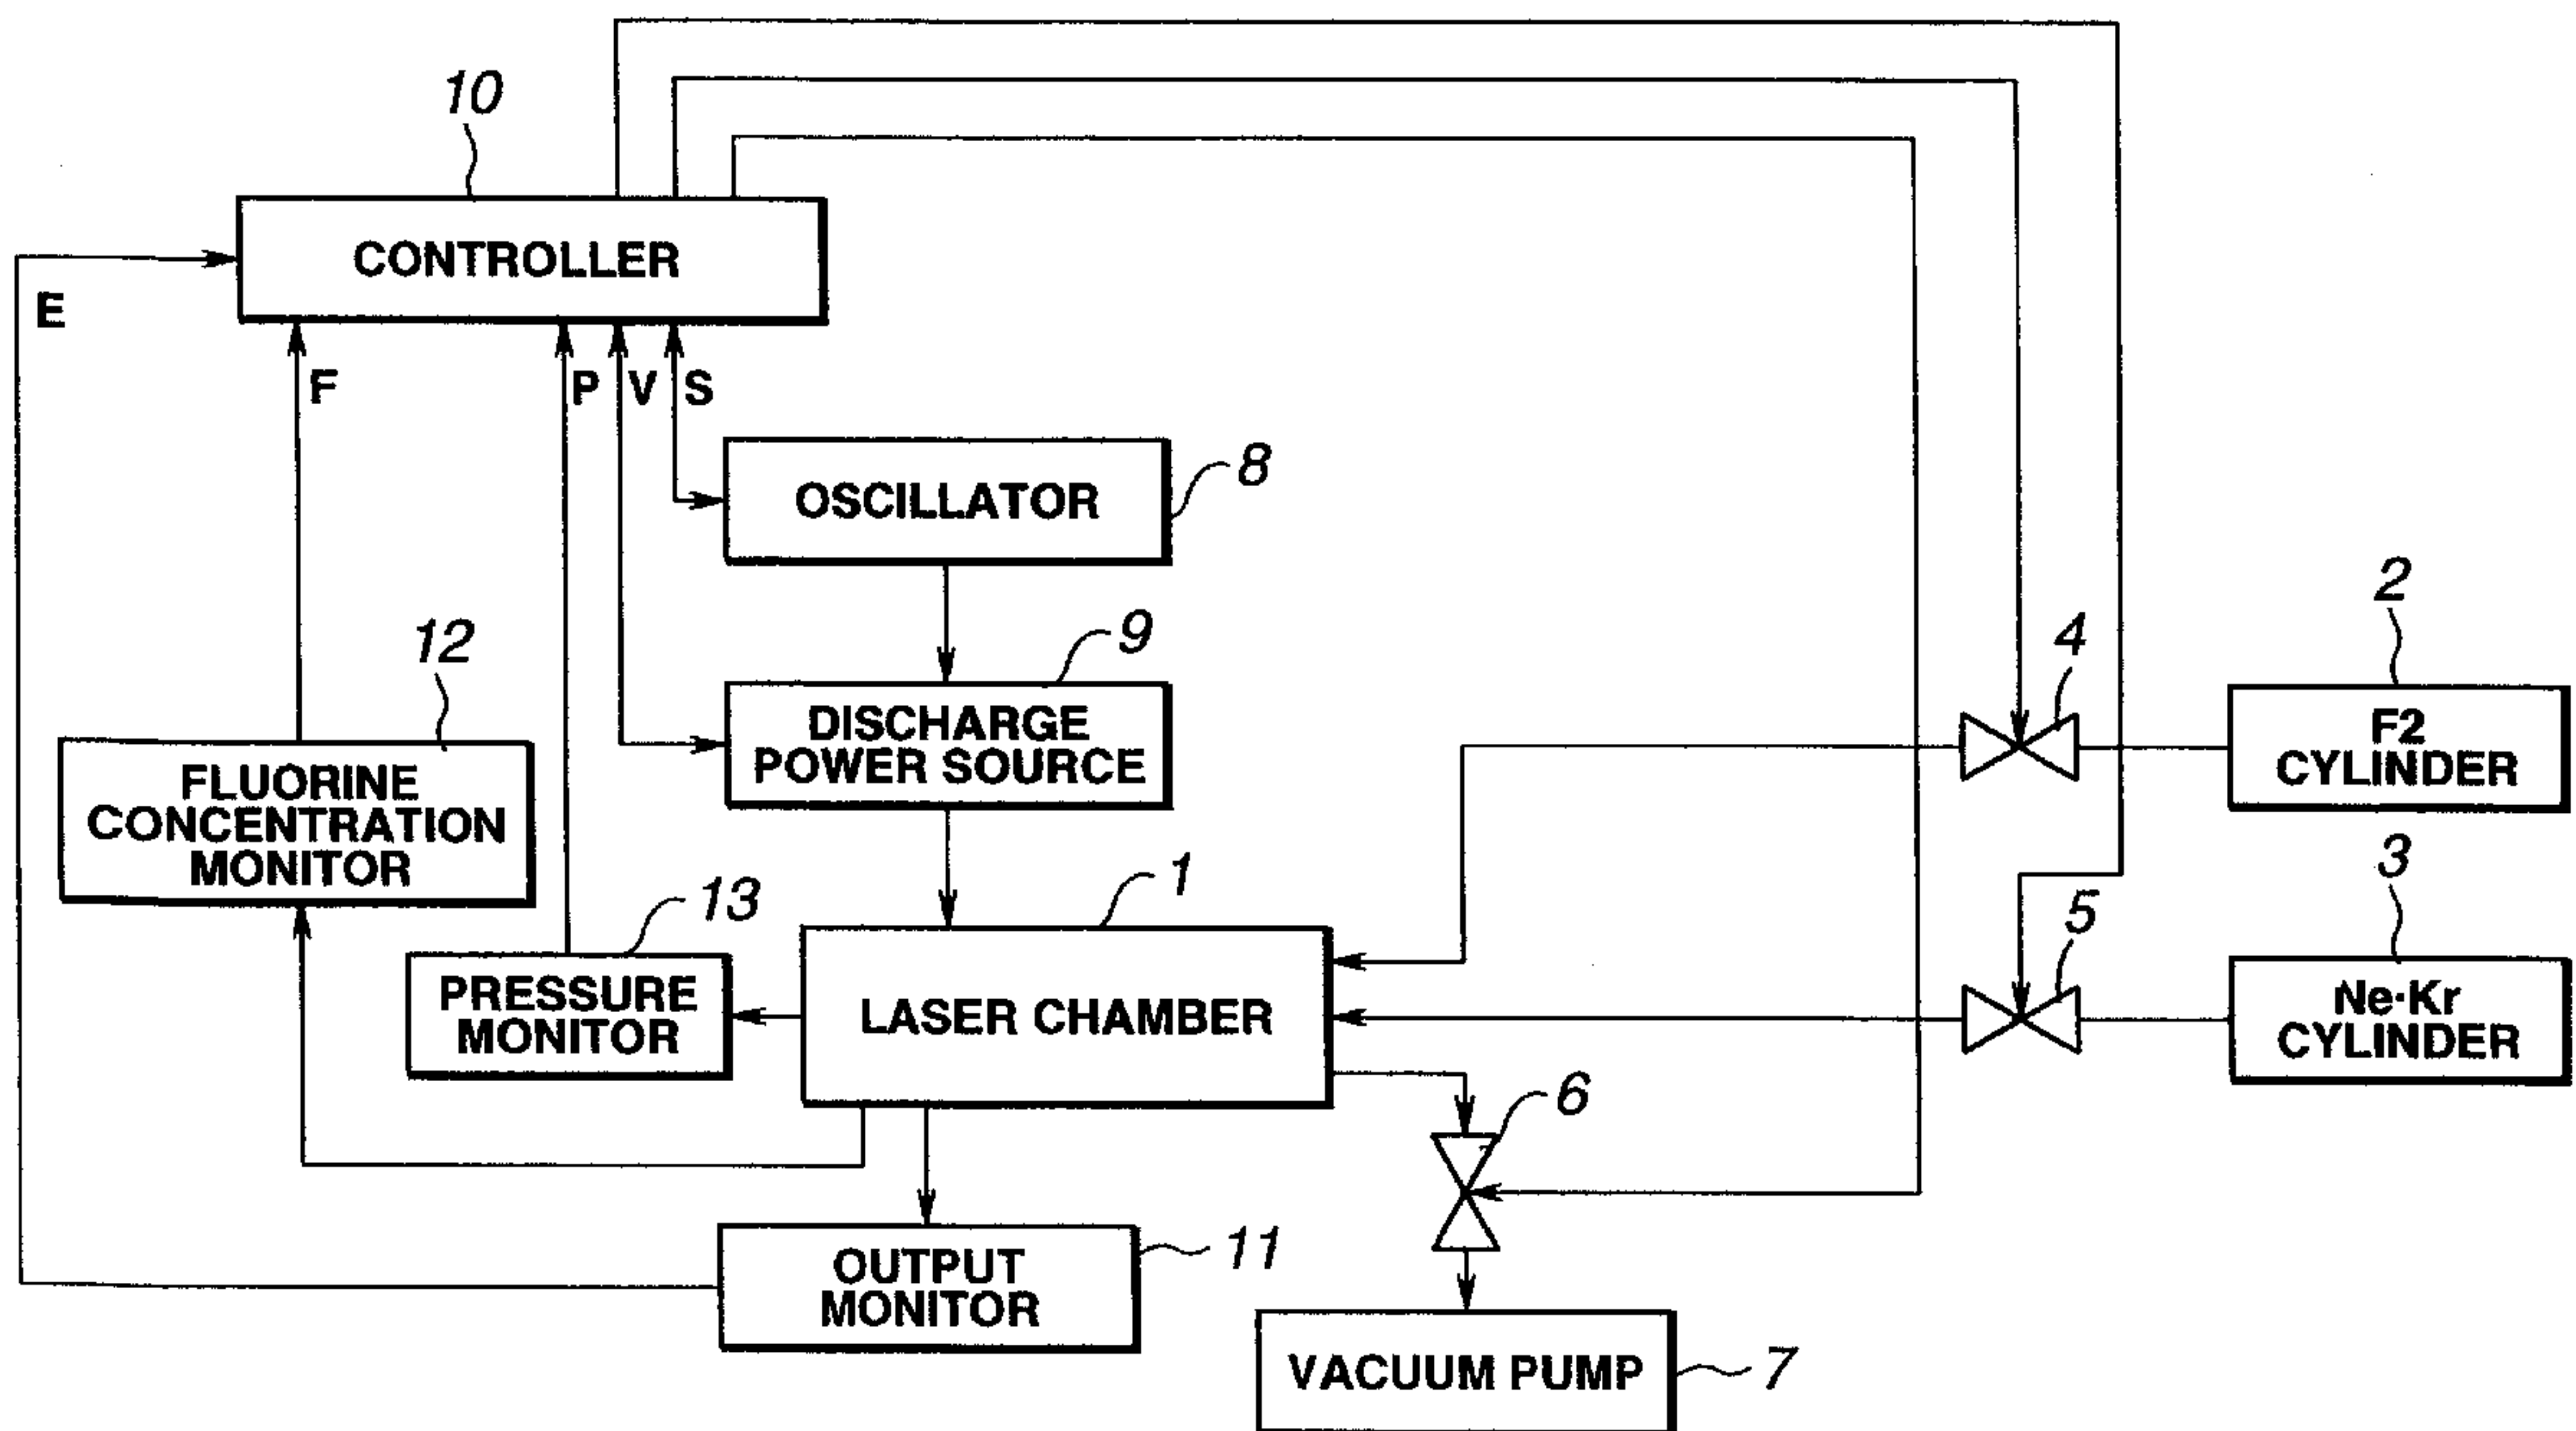 10
CONTROLLER
E
F
P
V
S
OSCILLATOR
8
2
12
9
4
DISCHARGE
POWER SOURCE
F2
CYLINDER
FLUORINE
CONCENTRATION
MONITOR
13
1
3
5
PRESSURE
MONITOR
LASER CHAMBER
Ne·Kr
CYLINDER
6
OUTPUT
MONITOR
11
VACUUM PUMP
7